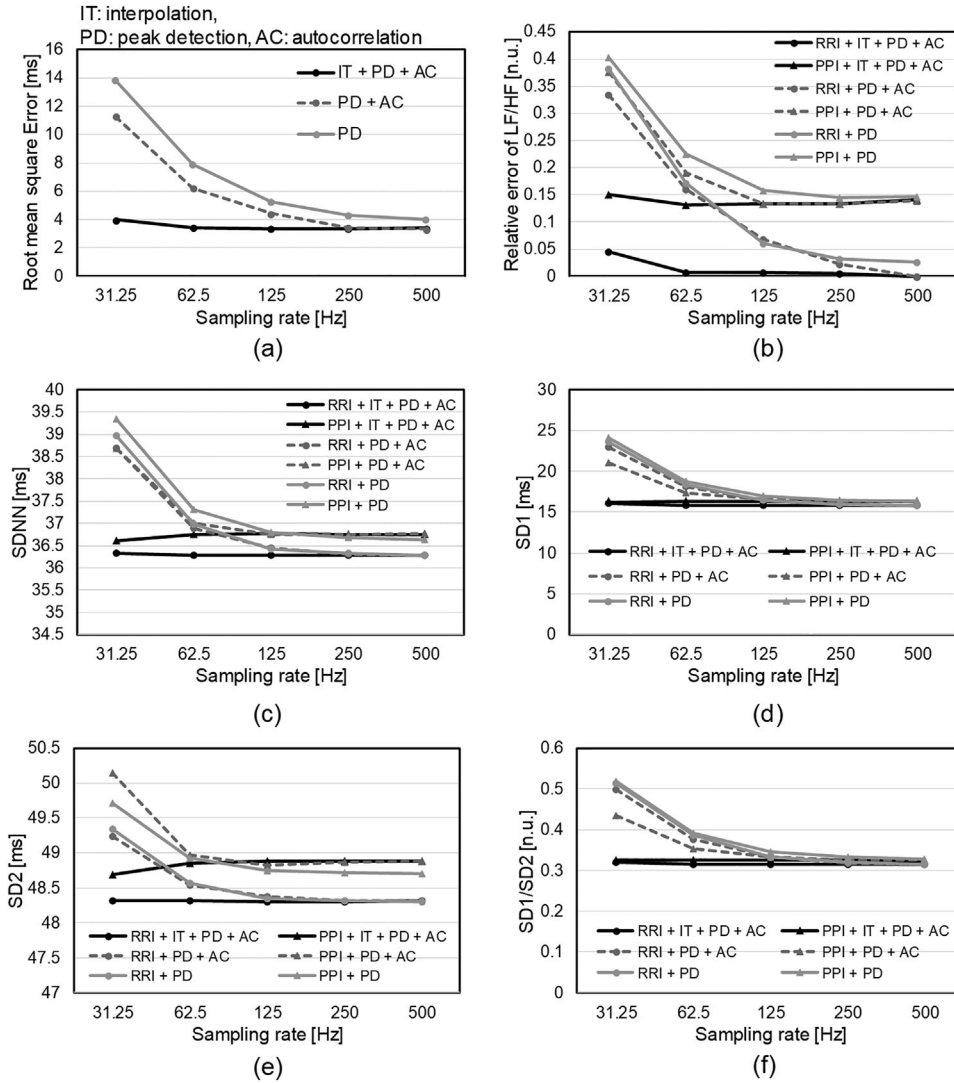 IT: interpolation,
PD: peak detection, AC: autocorrelation
Root mean square Error [ms]
16
14
12
10
8
6
4
2
0
IT + PD + AC
PD + AC
PD
31.25 62.5 125 250 500
Sampling rate [Hz]
(a)
Relative error of LF/HF [n.u.]
0.45
0.4
0.35
0.3
0.25
0.2
0.15
0.1
0.05
0
RRI + IT + PD + AC
PPI + IT + PD + AC
RRI + PD + AC
PPI + PD + AC
RRI + PD
PPI + PD
31.25 62.5 125 250 500
Sampling rate [Hz]
(b)
SDNN [ms]
40
39.5
39
38.5
38
37.5
37
36.5
36
35.5
35
34.5
RRI + IT + PD + AC
PPI + IT + PD + AC
RRI + PD + AC
PPI + PD + AC
RRI + PD
PPI + PD
31.25 62.5 125 250 500
Sampling rate [Hz]
(c)
SD1 [ms]
30
25
20
15
10
5
0
RRI + IT + PD + AC PPI + IT + PD + AC
RRI + PD + AC PPI + PD + AC
RRI + PD PPI + PD
31.25 62.5 125 250 500
Sampling rate [Hz]
(d)
SD2 [ms]
50.5
50
49.5
49
48.5
48
47.5
47
RRI + IT + PD + AC PPI + IT + PD + AC
RRI + PD + AC PPI + PD + AC
RRI + PD PPI + PD
31.25 62.5 125 250 500
Sampling rate [Hz]
(e)
SD1/SD2 [n.u.]
0.6
0.5
0.4
0.3
0.2
0.1
0
RRI + IT + PD + AC PPI + IT + PD + AC
RRI + PD + AC PPI + PD + AC
RRI + PD PPI + PD
31.25 62.5 125 250 500
Sampling rate [Hz]
(f)